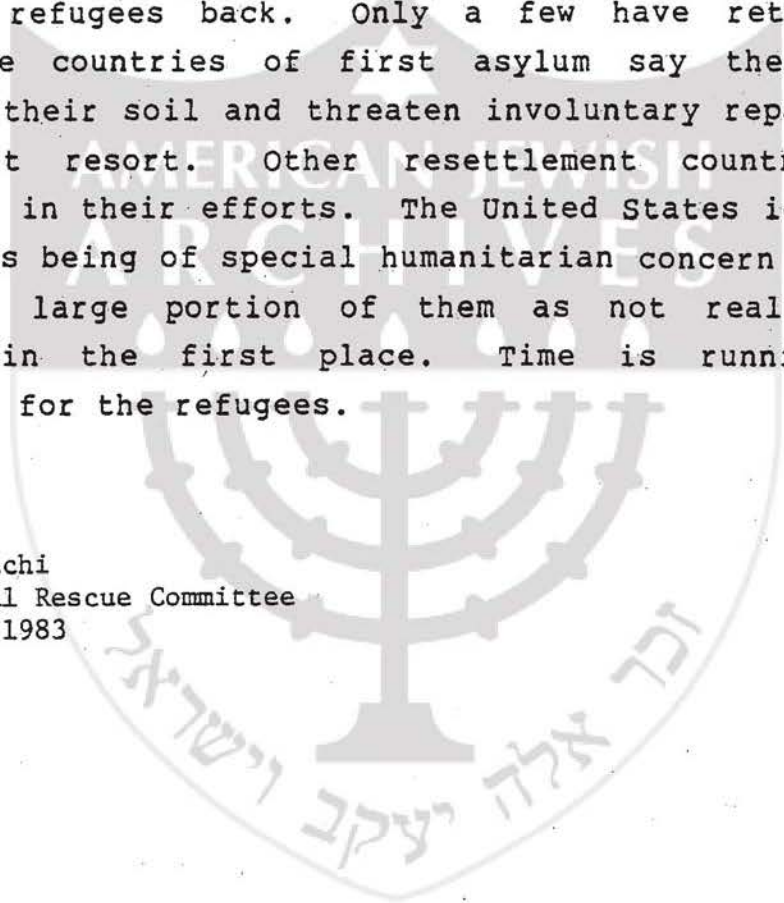 refugees back. Only a few have ret
e countries of first asylum say the
their soil and threaten involuntary rep
t resort. Other resettlement counti
in their efforts. The United States i
s being of special humanitarian concern
large portion of them as not real
in the first place. Time is runni
for the refugees.
chi
l Rescue Committee
1983
AMERICAN JEWISH
ARCHIVES
זכר אלה יעקב וישראל